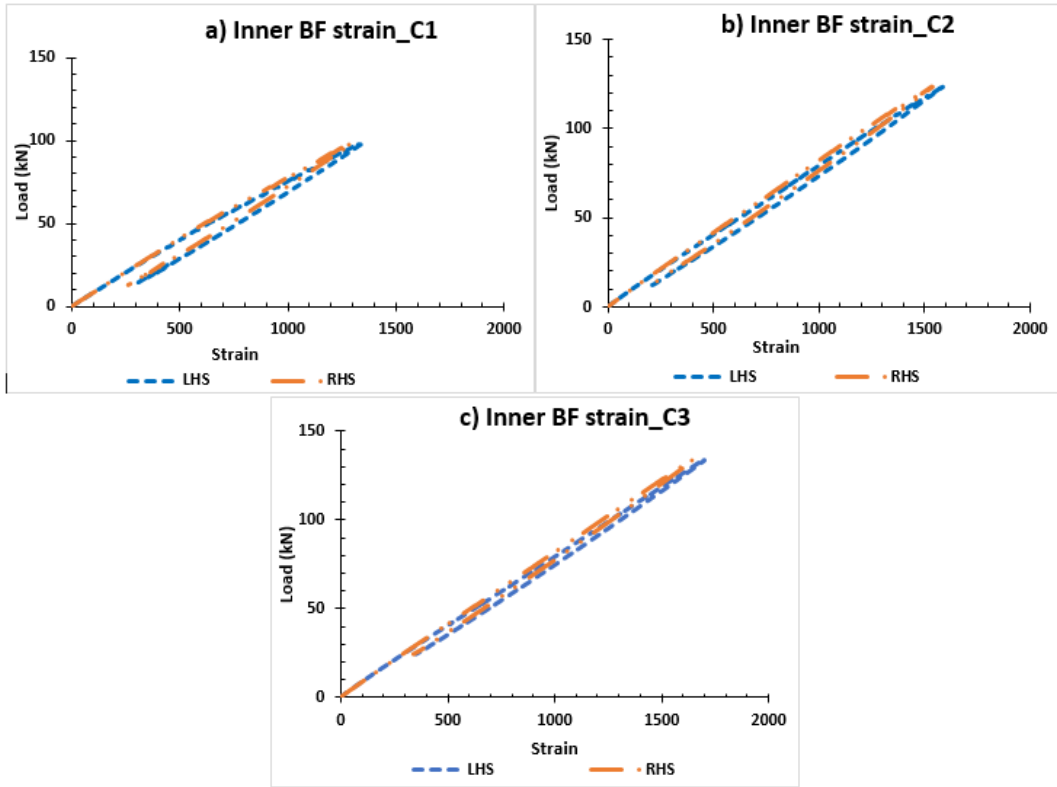 a) Inner BF strain_C1
150
100
50
0
Load (kN)
0 500 1000 1500 2000
Strain
LHS RHS
b) Inner BF strain_C2
150
100
50
0
Load (kN)
0 500 1000 1500 2000
Strain
LHS RHS
c) Inner BF strain_C3
150
100
50
0
Load (kN)
0 500 1000 1500 2000
Strain
LHS RHS